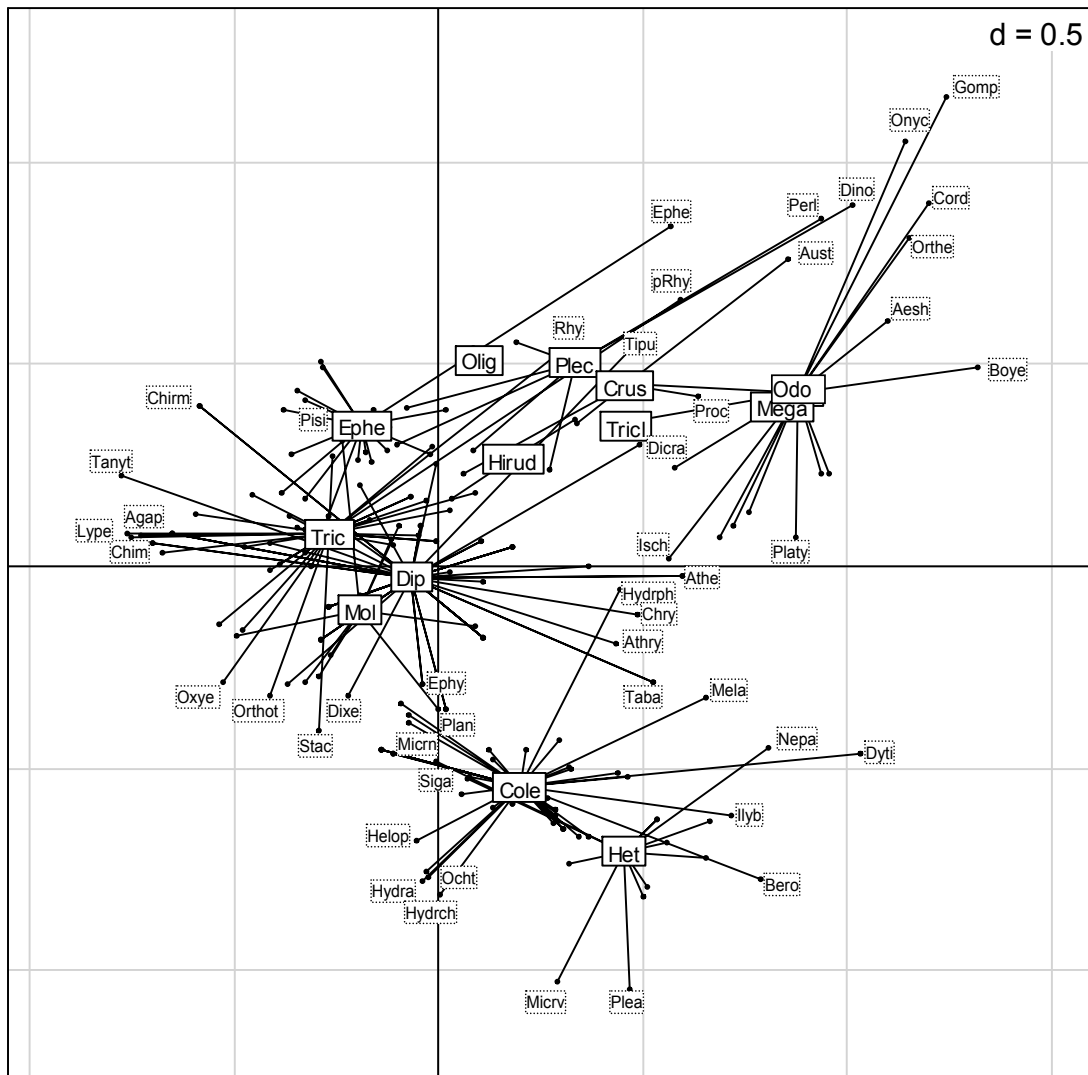 d = 0.5
Gomp
Onyc
Dino
Perl
Cord
Ephe
Orthe
Aust
pRhy
Aesh
Rhy
Tipu
Olig
Plec
Boye
Crus
Odo
Chirm
Mega
Proc
Pisi
Ephe
TricI
Dicra
Hirud
Tanyt
Agap
Lype
Tric
Chim
Isch
Platy
Dip
Athe
Hydrph
Mol
Chry
Athry
Ephy
Oxye
Orthot
Dixe
Taba
Mela
Plan
Stac
Micrn
Nepa
Dyti
Siga
Cole
Ilyb
Helop
Het
Ocht
Bero
Hydra
Hydrch
Micrv
Plea